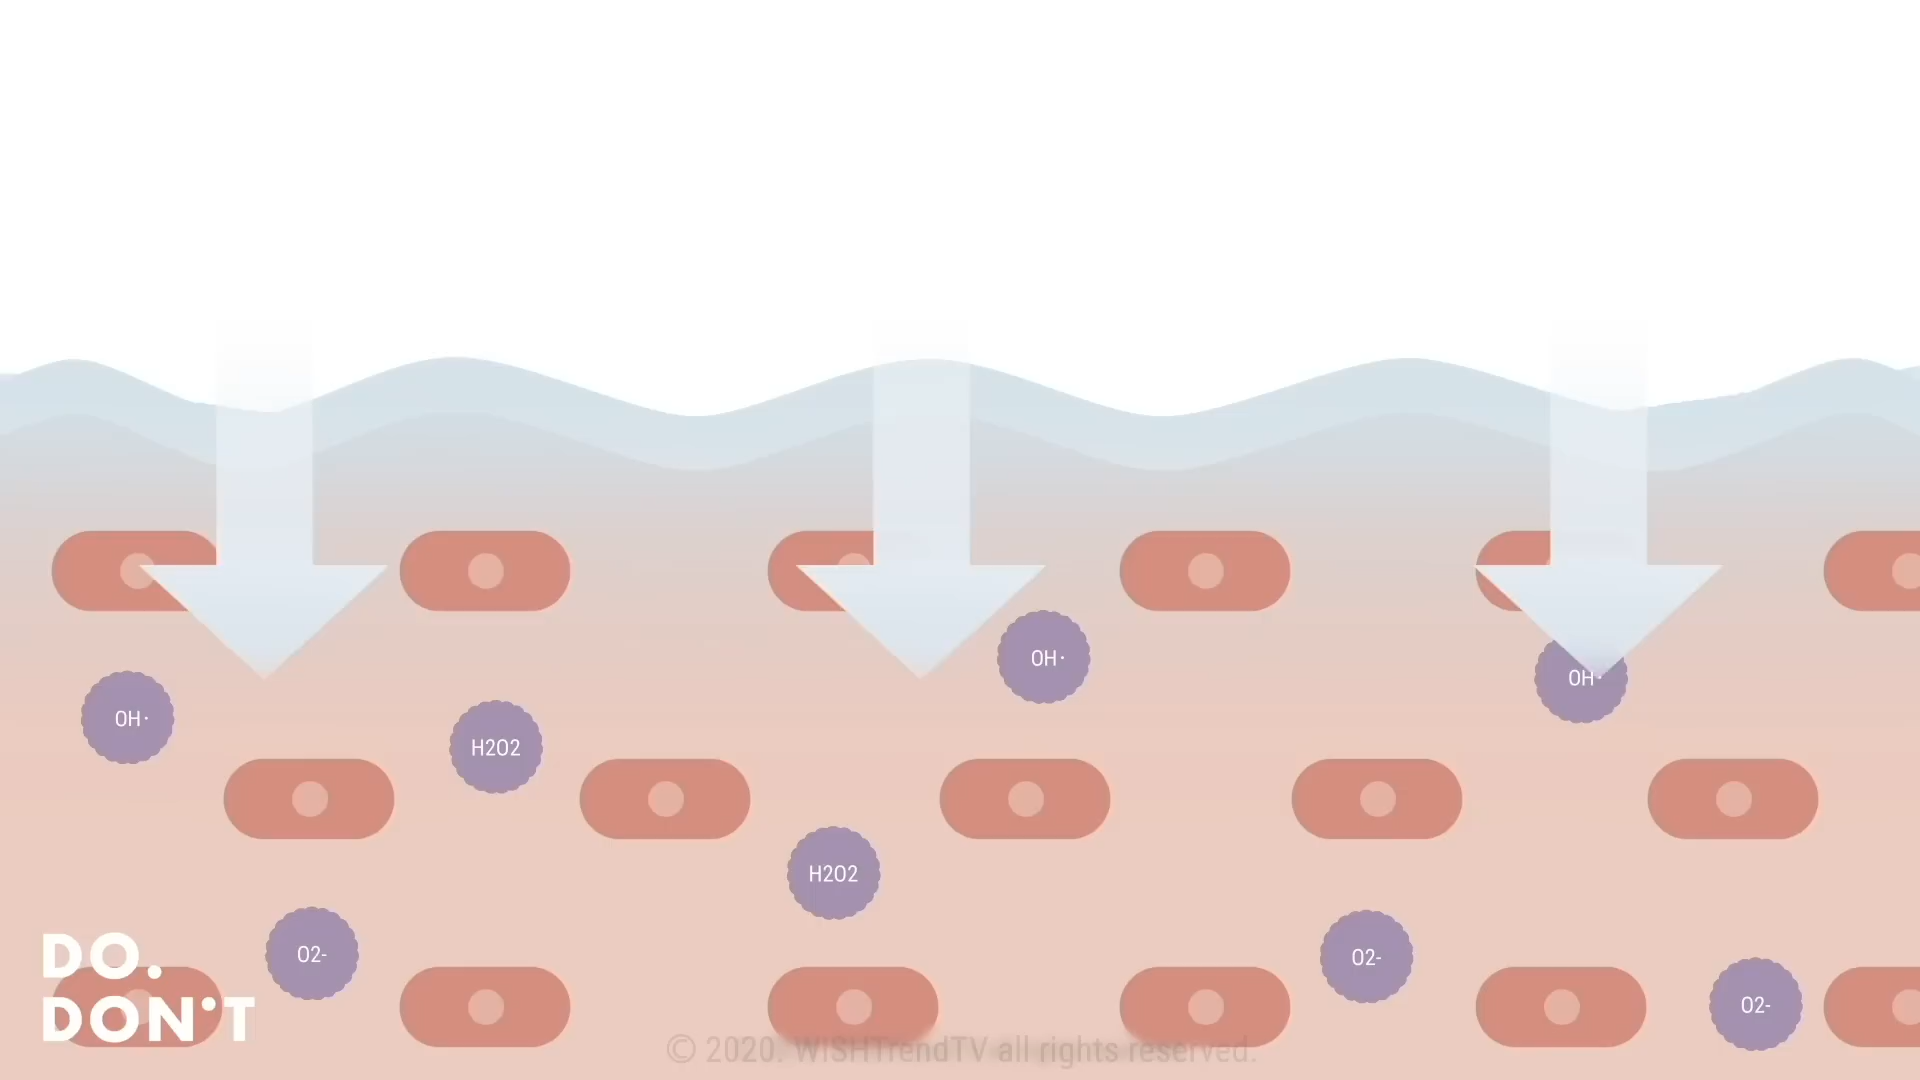 OH·
OH·
OH·
H2O2
H2O2
O2-
O2-
O2-
DO.
DON'T
© 2020. WISHTrendTV all rights reserved.